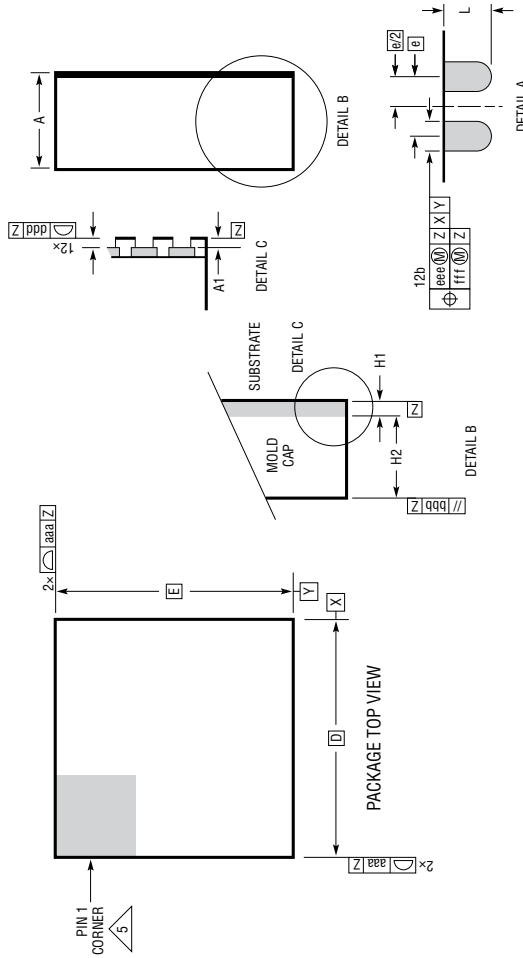 A
DETAIL B
e/2
e
L
DETAIL A
12b
⌖ eee Ⓜ Z X Y
fff Ⓜ Z
Z ddd ⌓
12×
Z
A1
DETAIL C
SUBSTRATE
DETAIL C
MOLD
CAP
H1
Z
H2
// bbb Z
DETAIL B
2× ⌓ aaa Z
E
Y
X
D
PACKAGE TOP VIEW
PIN 1
CORNER
5
2× ⌓ aaa Z